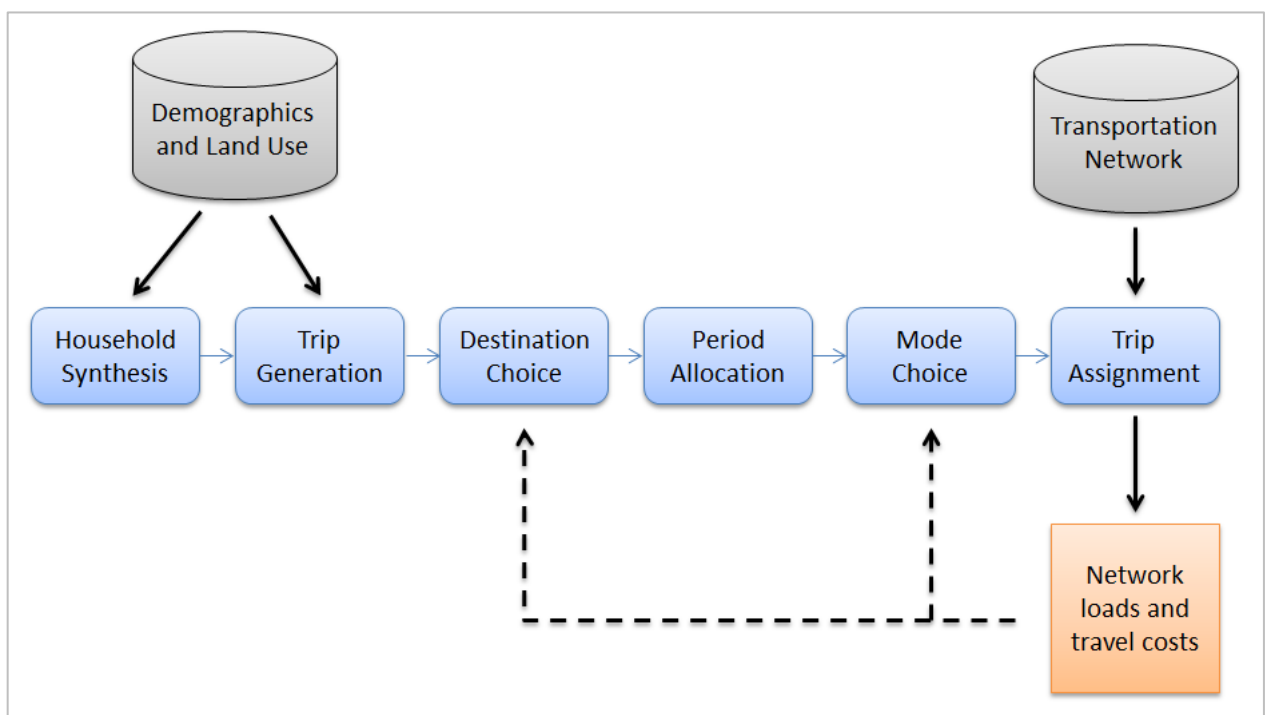 Demographics
and Land Use
Transportation
Network
Household
Synthesis
Trip
Generation
Destination
Choice
Period
Allocation
Mode
Choice
Trip
Assignment
Network
loads and
travel costs